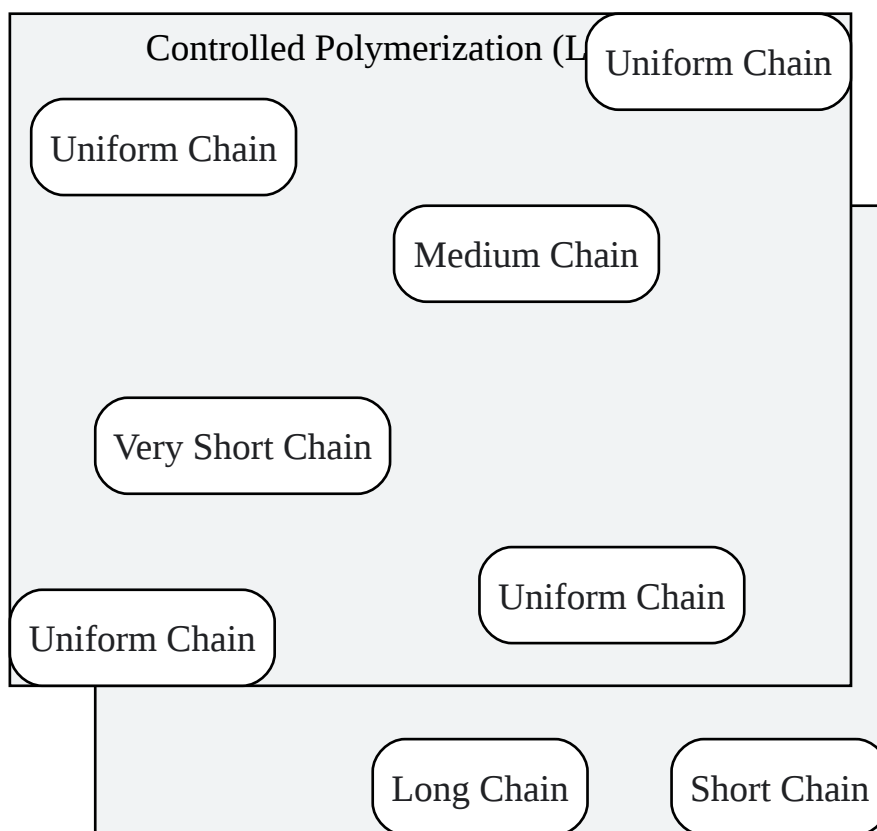 Controlled Polymerization (L
Uniform Chain
Uniform Chain
Medium Chain
Very Short Chain
Uniform Chain
Uniform Chain
Long Chain
Short Chain